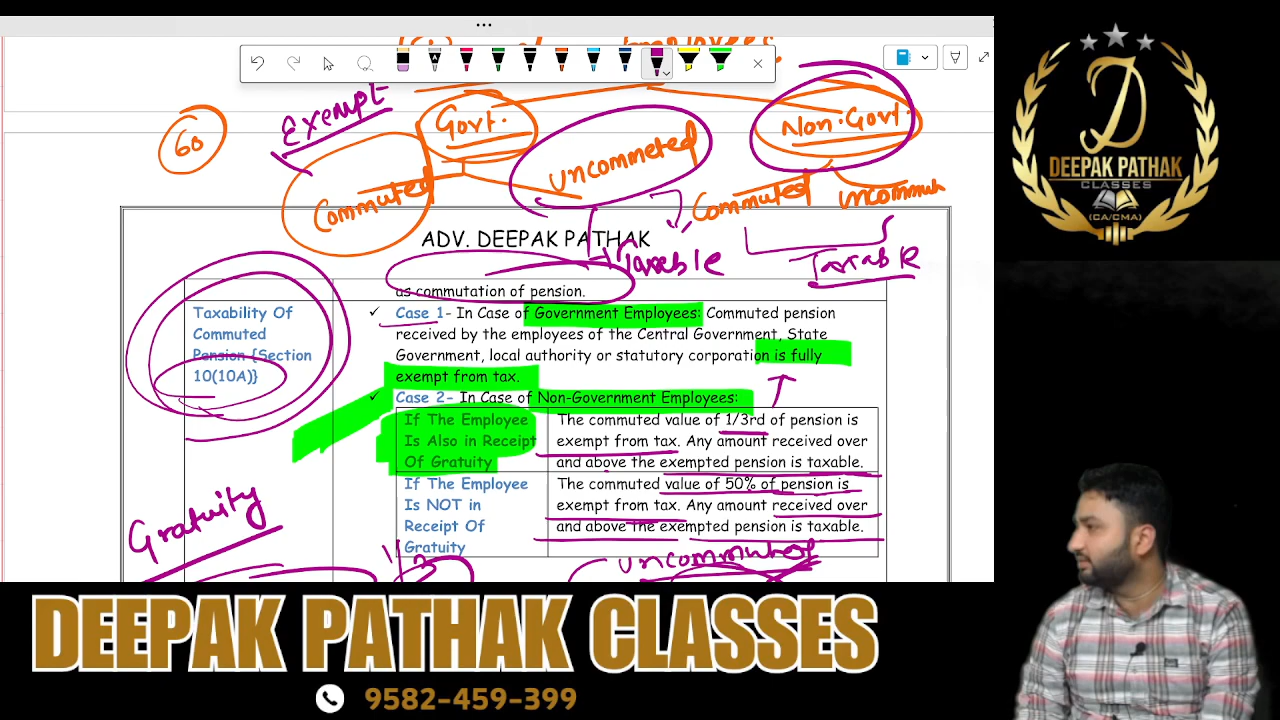 Employees
Exempt
Govt.
Non-Govt
60
uncommeted
Commuted
Commuted
uncommut
ADV. DEEPAK PATHAK
Taxable
Taxable
as commutation of pension.
Taxability Of
Commuted
Pension {Section
10(10A)}
✓ Case 1- In Case of Government Employees: Commuted pension
received by the employees of the Central Government, State
Government, local authority or statutory corporation is fully
exempt from tax.
✓ Case 2- In Case of Non-Government Employees:
If The Employee
Is Also in Receipt
Of Gratuity
The commuted value of 1/3rd of pension is
exempt from tax. Any amount received over
and above the exempted pension is taxable.
If The Employee
Is NOT in
Receipt Of
Gratuity
The commuted value of 50% of pension is
exempt from tax. Any amount received over
and above the exempted pension is taxable.
Gratuity
1/3
uncommuted
D
DEEPAK PATHAK
CLASSES
(CA/CMA)
DEEPAK PATHAK CLASSES
9582-459-399